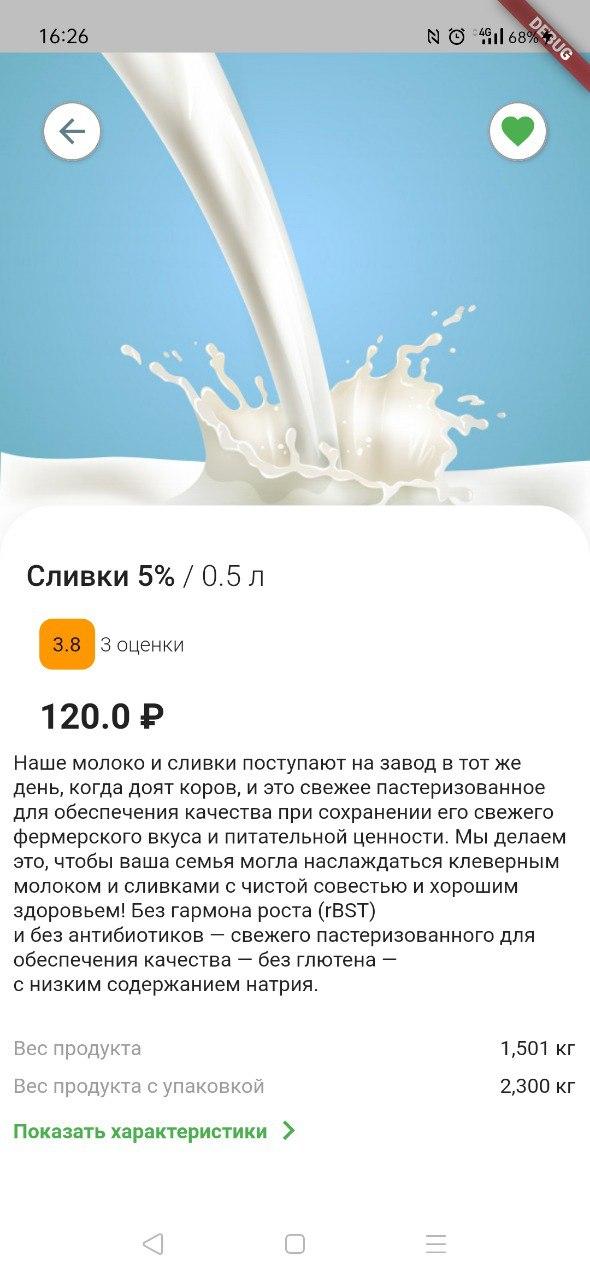 16:26
4G
68%
DEBUG
Сливки 5% / 0.5 л
3.8 3 оценки
120.0 ₽
Наше молоко и сливки поступают на завод в тот же
день, когда доят коров, и это свежее пастеризованное
для обеспечения качества при сохранении его свежего
фермерского вкуса и питательной ценности. Мы делаем
это, чтобы ваша семья могла наслаждаться клеверным
молоком и сливками с чистой совестью и хорошим
здоровьем! Без гармона роста (rBST)
и без антибиотиков — свежего пастеризованного для
обеспечения качества — без глютена —
с низким содержанием натрия.
Вес продукта 1,501 кг
Вес продукта с упаковкой 2,300 кг
Показать характеристики